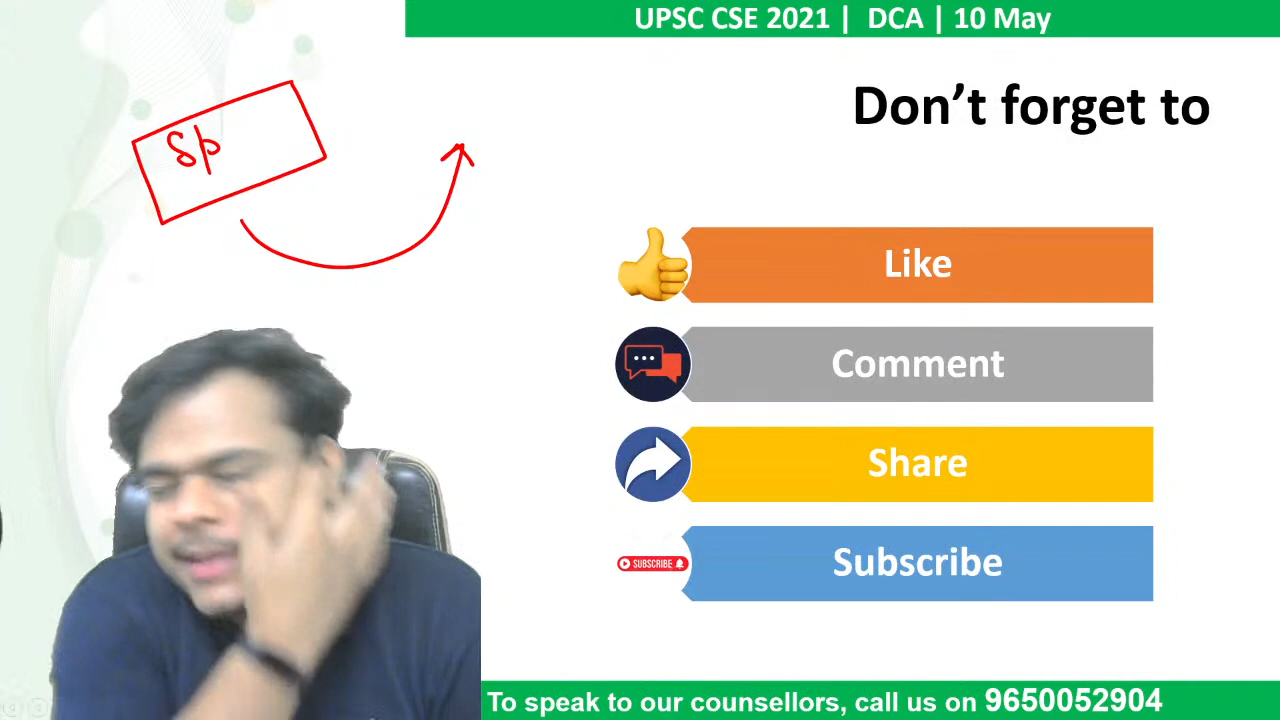 UPSC CSE 2021 | DCA | 10 May
Don't forget to
Sp
Like
Comment
Share
SUBSCRIBE
Subscribe
To speak to our counsellors, call us on 9650052904